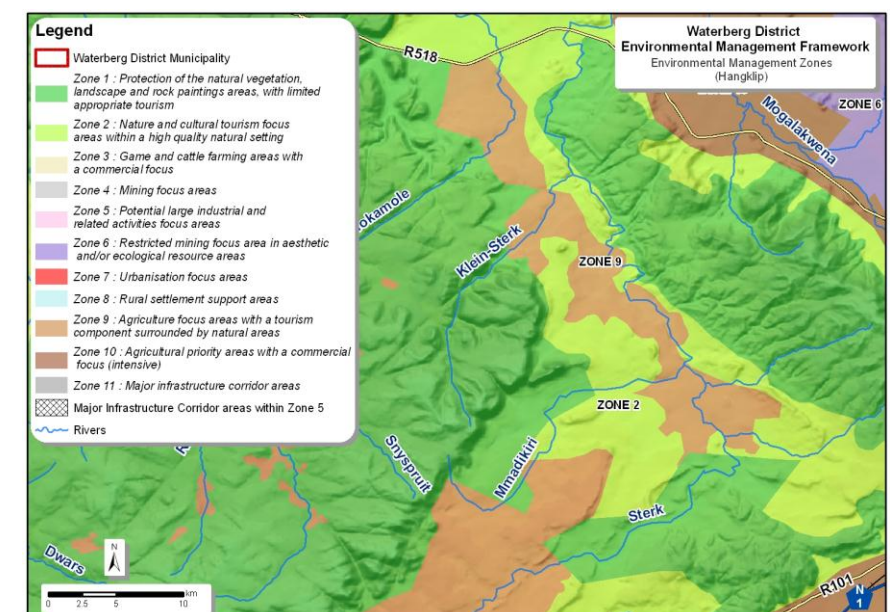 Legend
Waterberg District Municipality
Zone 1 : Protection of the natural vegetation,
landscape and rock paintings areas, with limited
appropriate tourism
Zone 2 : Nature and cultural tourism focus
areas within a high quality natural setting
Zone 3 : Game and cattle farming areas with
a commercial focus
Zone 4 : Mining focus areas
Zone 5 : Potential large industrial and
related activities focus areas
Zone 6 : Restricted mining focus area in aesthetic
and/or ecological resource areas
Zone 7 : Urbanisation focus areas
Zone 8 : Rural settlement support areas
Zone 9 : Agriculture focus areas with a tourism
component surrounded by natural areas
Zone 10 : Agricultural priority areas with a commercial
focus (intensive)
Zone 11 : Major infrastructure corridor areas
Major Infrastructure Corridor areas within Zone 5
Rivers
Waterberg District
Environmental Management Framework
Environmental Management Zones
(Hangklip)
R518
ZONE 6
Mogalakwena
okamole
Klein-Sterk
ZONE 9
ZONE 2
Snyspruit
Mmadikiri
Sterk
Dwars
N
km
0 2.5 5 10
R101
N
1